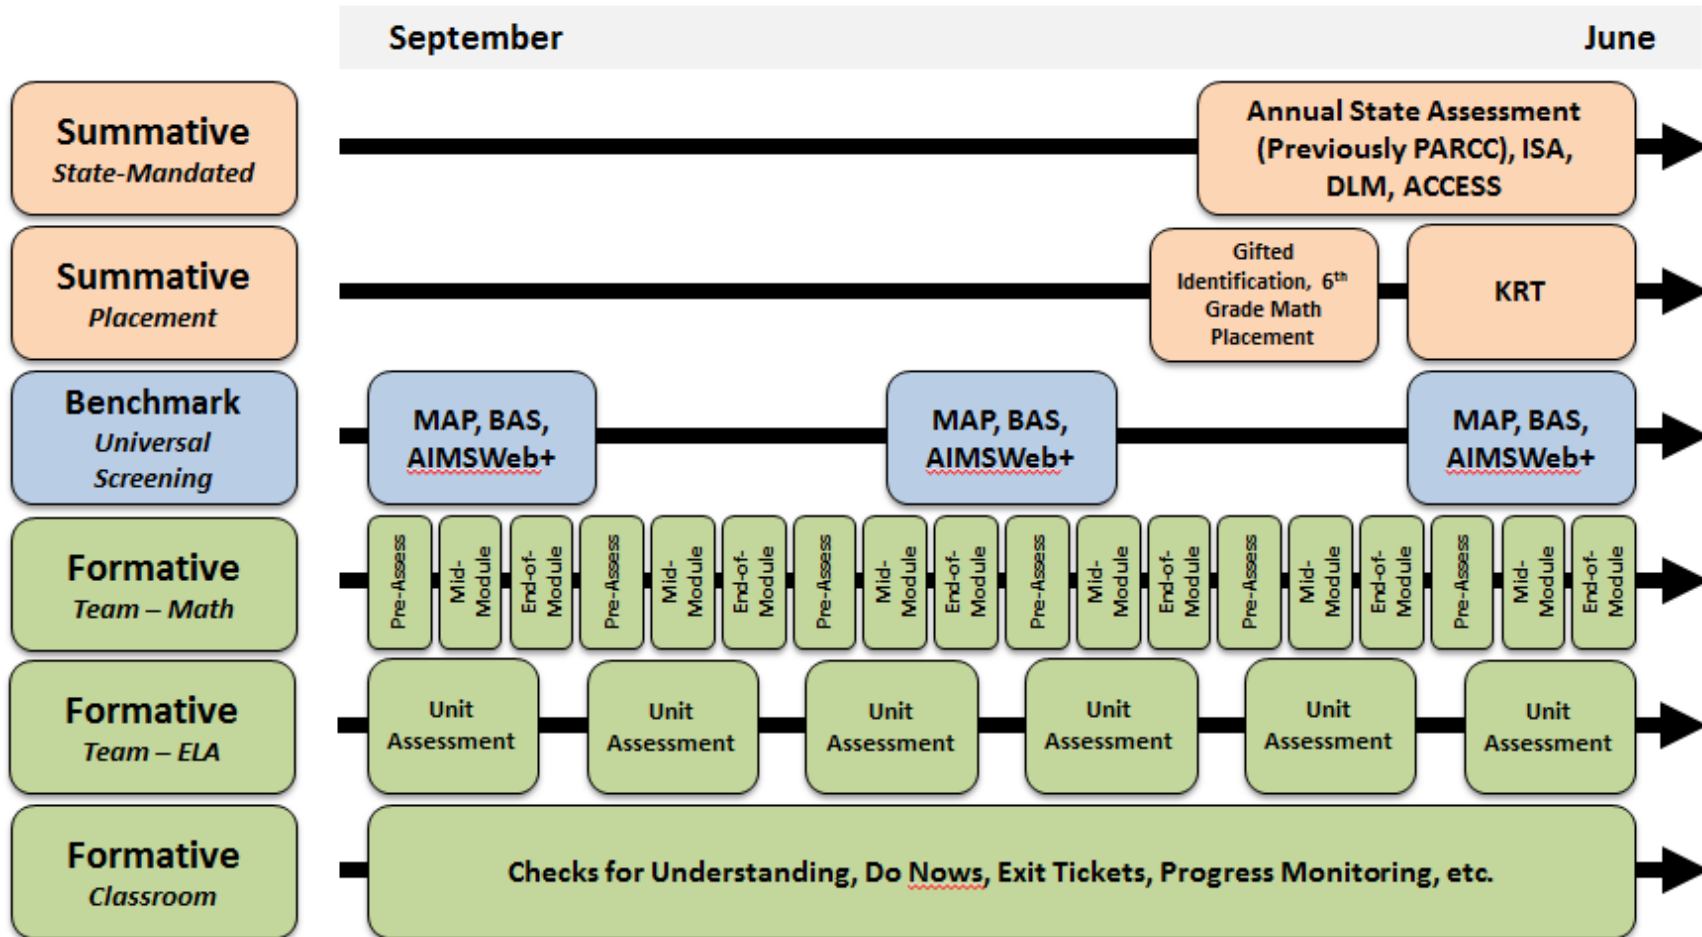 September
June
Summative
State-Mandated
Annual State Assessment
(Previously PARCC), ISA,
DLM, ACCESS
Summative
Placement
Gifted
Identification, 6th
Grade Math
Placement
KRT
Benchmark
Universal
Screening
MAP, BAS,
AIMSWeb+
MAP, BAS,
AIMSWeb+
MAP, BAS,
AIMSWeb+
Formative
Team – Math
Pre-Assess
Mid-
Module
End-of-
Module
Pre-Assess
Mid-
Module
End-of-
Module
Pre-Assess
Mid-
Module
End-of-
Module
Pre-Assess
Mid-
Module
End-of-
Module
Pre-Assess
Mid-
Module
End-of-
Module
Pre-Assess
Mid-
Module
End-of-
Module
Formative
Team – ELA
Unit
Assessment
Unit
Assessment
Unit
Assessment
Unit
Assessment
Unit
Assessment
Unit
Assessment
Formative
Classroom
Checks for Understanding, Do Nows, Exit Tickets, Progress Monitoring, etc.